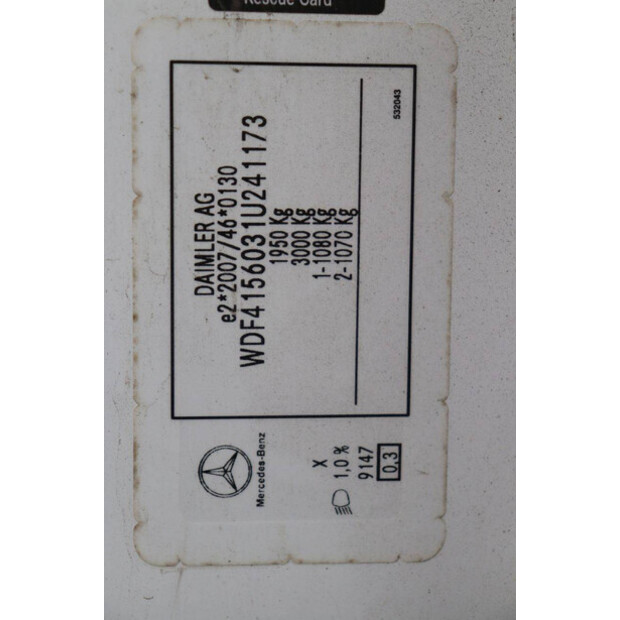 Rescue Card
DAIMLER AG
e2*2007/46*0130
WDF4156031U241173
1950 Kg
3000 Kg
1-1080 Kg
2-1070 Kg
532043
Mercedes-Benz
X
1,0 %
9147
0,3